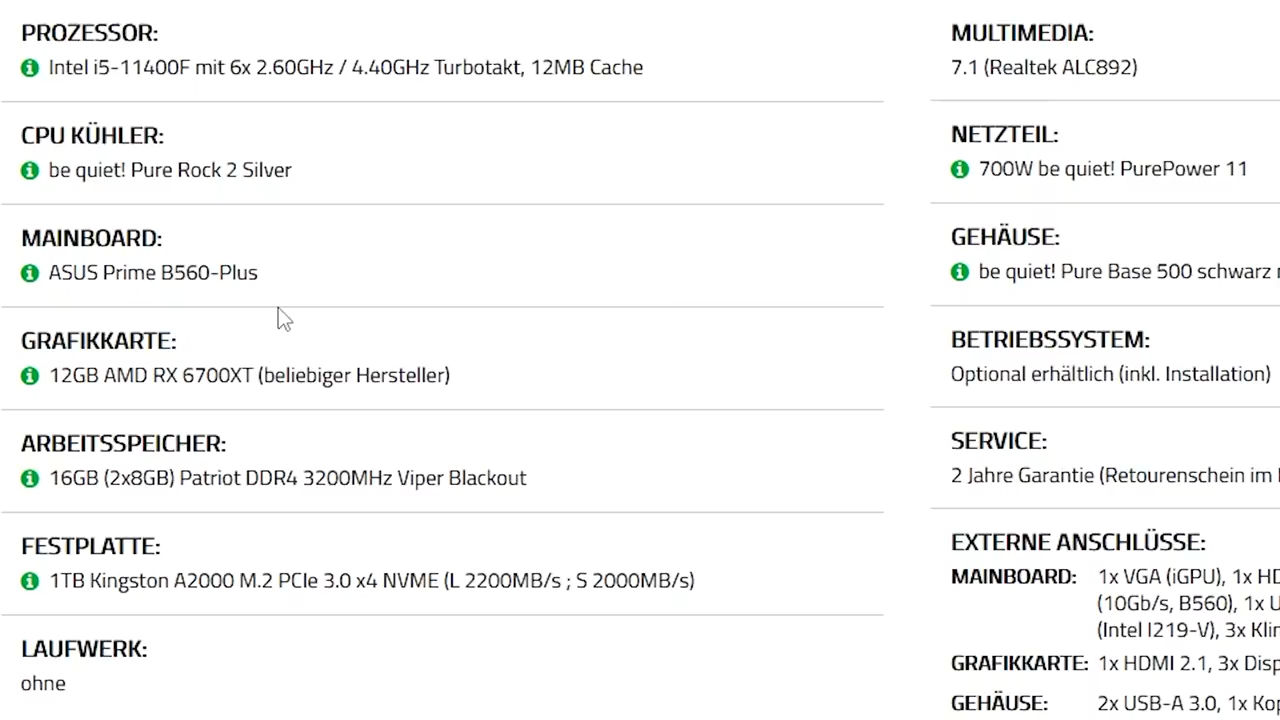 PROZESSOR:
Intel i5-11400F mit 6x 2.60GHz / 4.40GHz Turbotakt, 12MB Cache
CPU KÜHLER:
be quiet! Pure Rock 2 Silver
MAINBOARD:
ASUS Prime B560-Plus
GRAFIKKARTE:
12GB AMD RX 6700XT (beliebiger Hersteller)
ARBEITSSPEICHER:
16GB (2x8GB) Patriot DDR4 3200MHz Viper Blackout
FESTPLATTE:
1TB Kingston A2000 M.2 PCIe 3.0 x4 NVME (L 2200MB/s ; S 2000MB/s)
LAUFWERK:
ohne
MULTIMEDIA:
7.1 (Realtek ALC892)
NETZTEIL:
700W be quiet! PurePower 11
GEHÄUSE:
be quiet! Pure Base 500 schwarz
BETRIEBSSYSTEM:
Optional erhältlich (inkl. Installation)
SERVICE:
2 Jahre Garantie (Retourenschein im
EXTERNE ANSCHLÜSSE:
MAINBOARD: 1x VGA (iGPU), 1x
(10Gb/s, B560), 1x
(Intel I219-V), 3x
GRAFIKKARTE: 1x HDMI 2.1, 3x
GEHÄUSE: 2x USB-A 3.0, 1x